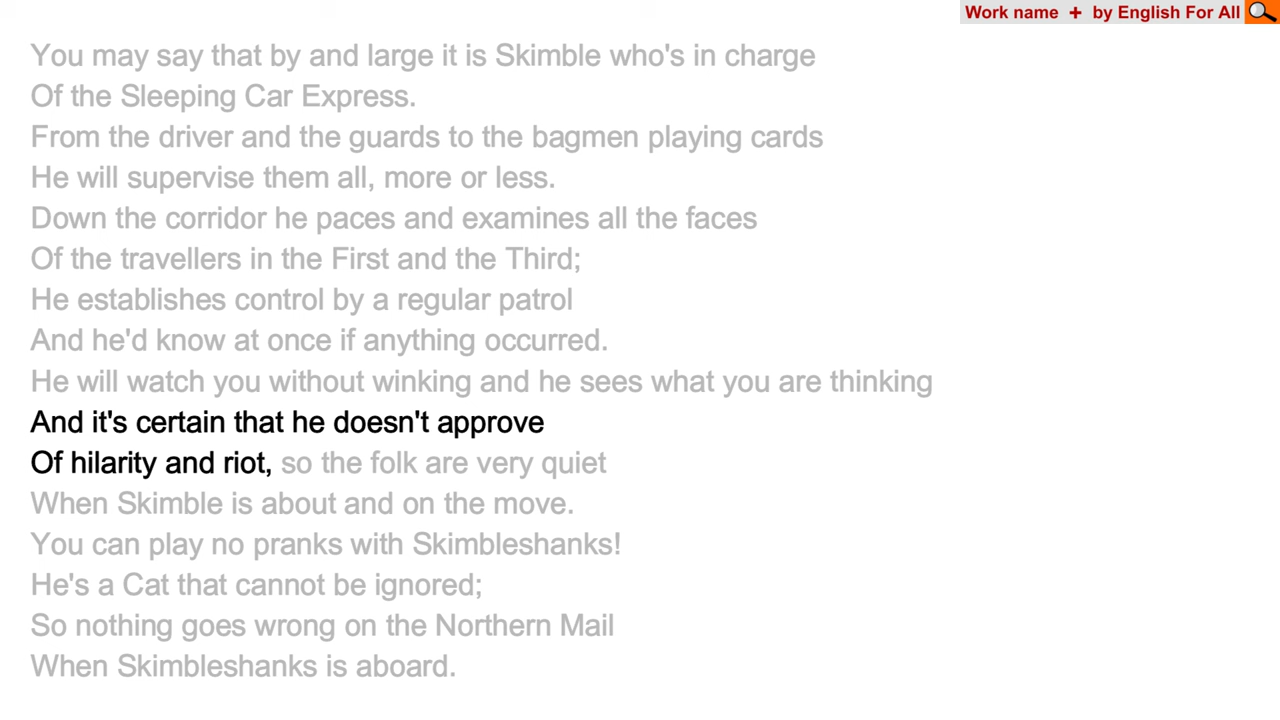 Work name + by English For All
You may say that by and large it is Skimble who's in charge
Of the Sleeping Car Express.
From the driver and the guards to the bagmen playing cards
He will supervise them all, more or less.
Down the corridor he paces and examines all the faces
Of the travellers in the First and the Third;
He establishes control by a regular patrol
And he'd know at once if anything occurred.
He will watch you without winking and he sees what you are thinking
And it's certain that he doesn't approve
Of hilarity and riot, so the folk are very quiet
When Skimble is about and on the move.
You can play no pranks with Skimbleshanks!
He's a Cat that cannot be ignored;
So nothing goes wrong on the Northern Mail
When Skimbleshanks is aboard.